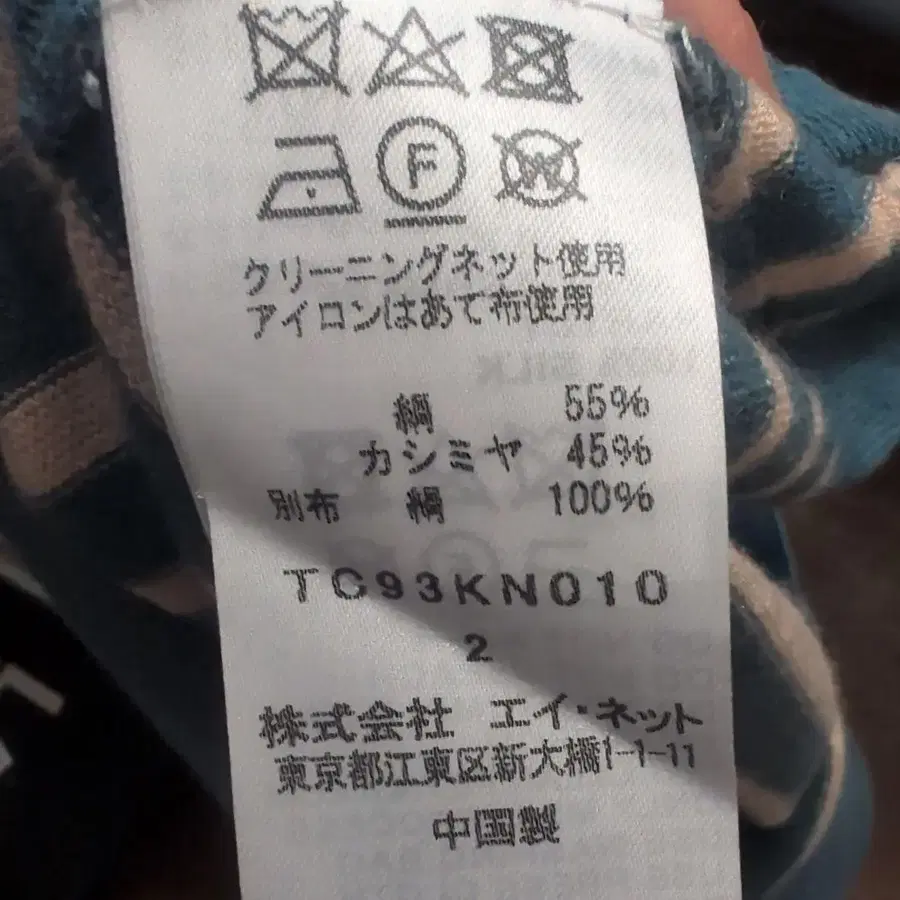 F W
クリーニングネット使用
アイロンはあて布使用
絹 55%
カシミヤ 45%
別布 絹 100%
TC93KN010
2
株式会社 エイ・ネット
東京都江東区新大橋1-1-11
中国製